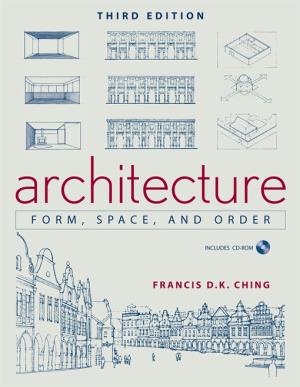 THIRD EDITION
architecture
FORM, SPACE, AND ORDER
INCLUDES CD-ROM
FRANCIS D.K. CHING